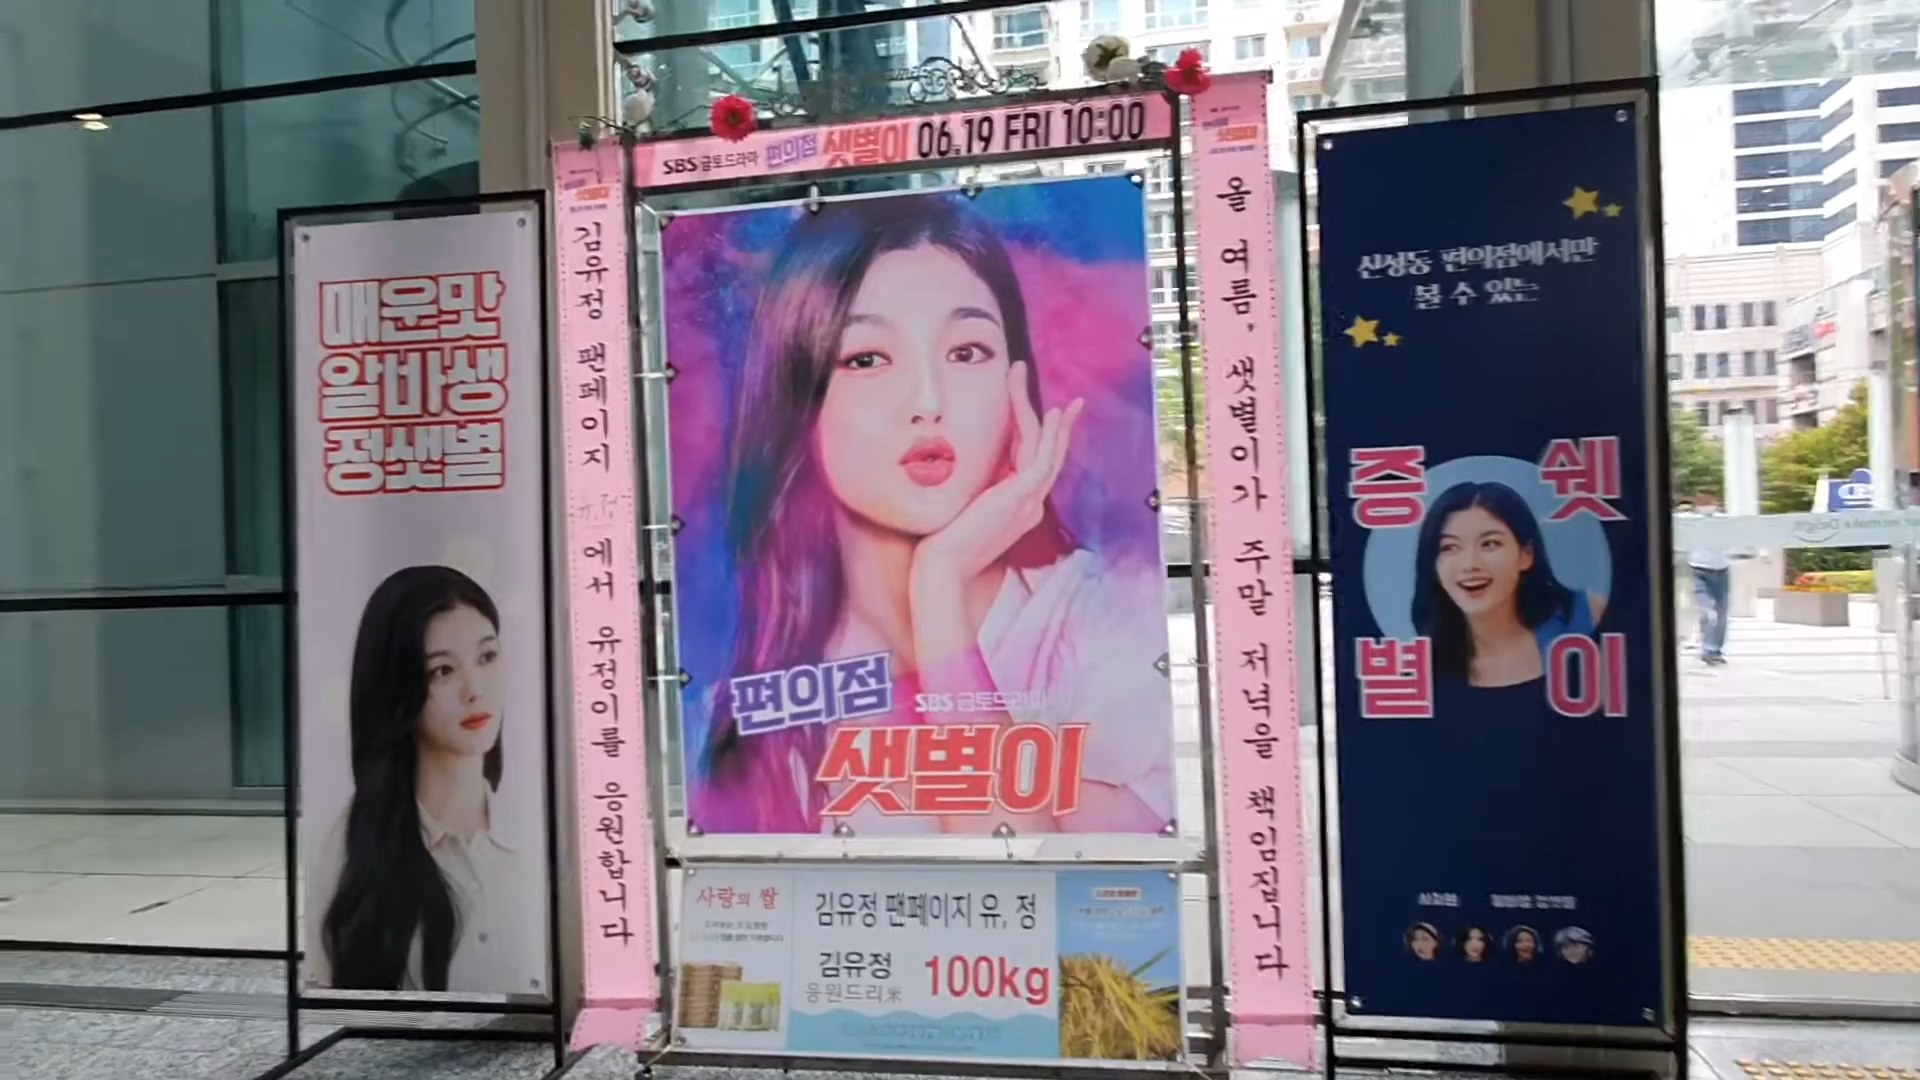 매운맛
알바생
정샛별
김유정 팬페이지 유,정 에서 유정이를 응원합니다
SBS 금토드라마 편의점 샛별이 06.19 FRI 10:00
편의점
SBS 금토드라마
샛별이
사랑의 쌀
김유정 팬페이지 유, 정
김유정
응원드리米 100kg
올 여름, 샛별이가 주말 저녁을 책임집니다
신성동 편의점에서만
볼 수 있는
증 쉣
별 이